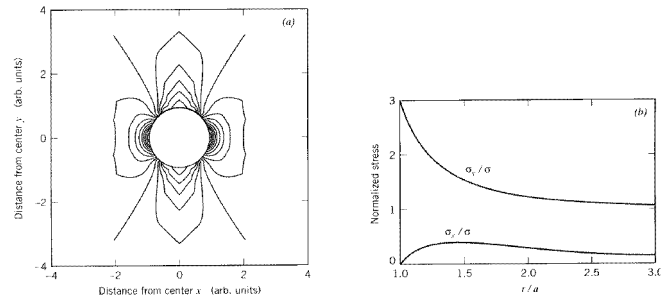 (a)
4
2
0
−2
−4
Distance from center y (arb. units)
−4 −2 0 2 4
Distance from center x (arb. units)
(b)
3
2
1
0
Normalized stress
σy/σ
σx/σ
1.0 1.5 2.0 2.5 3.0
r/a